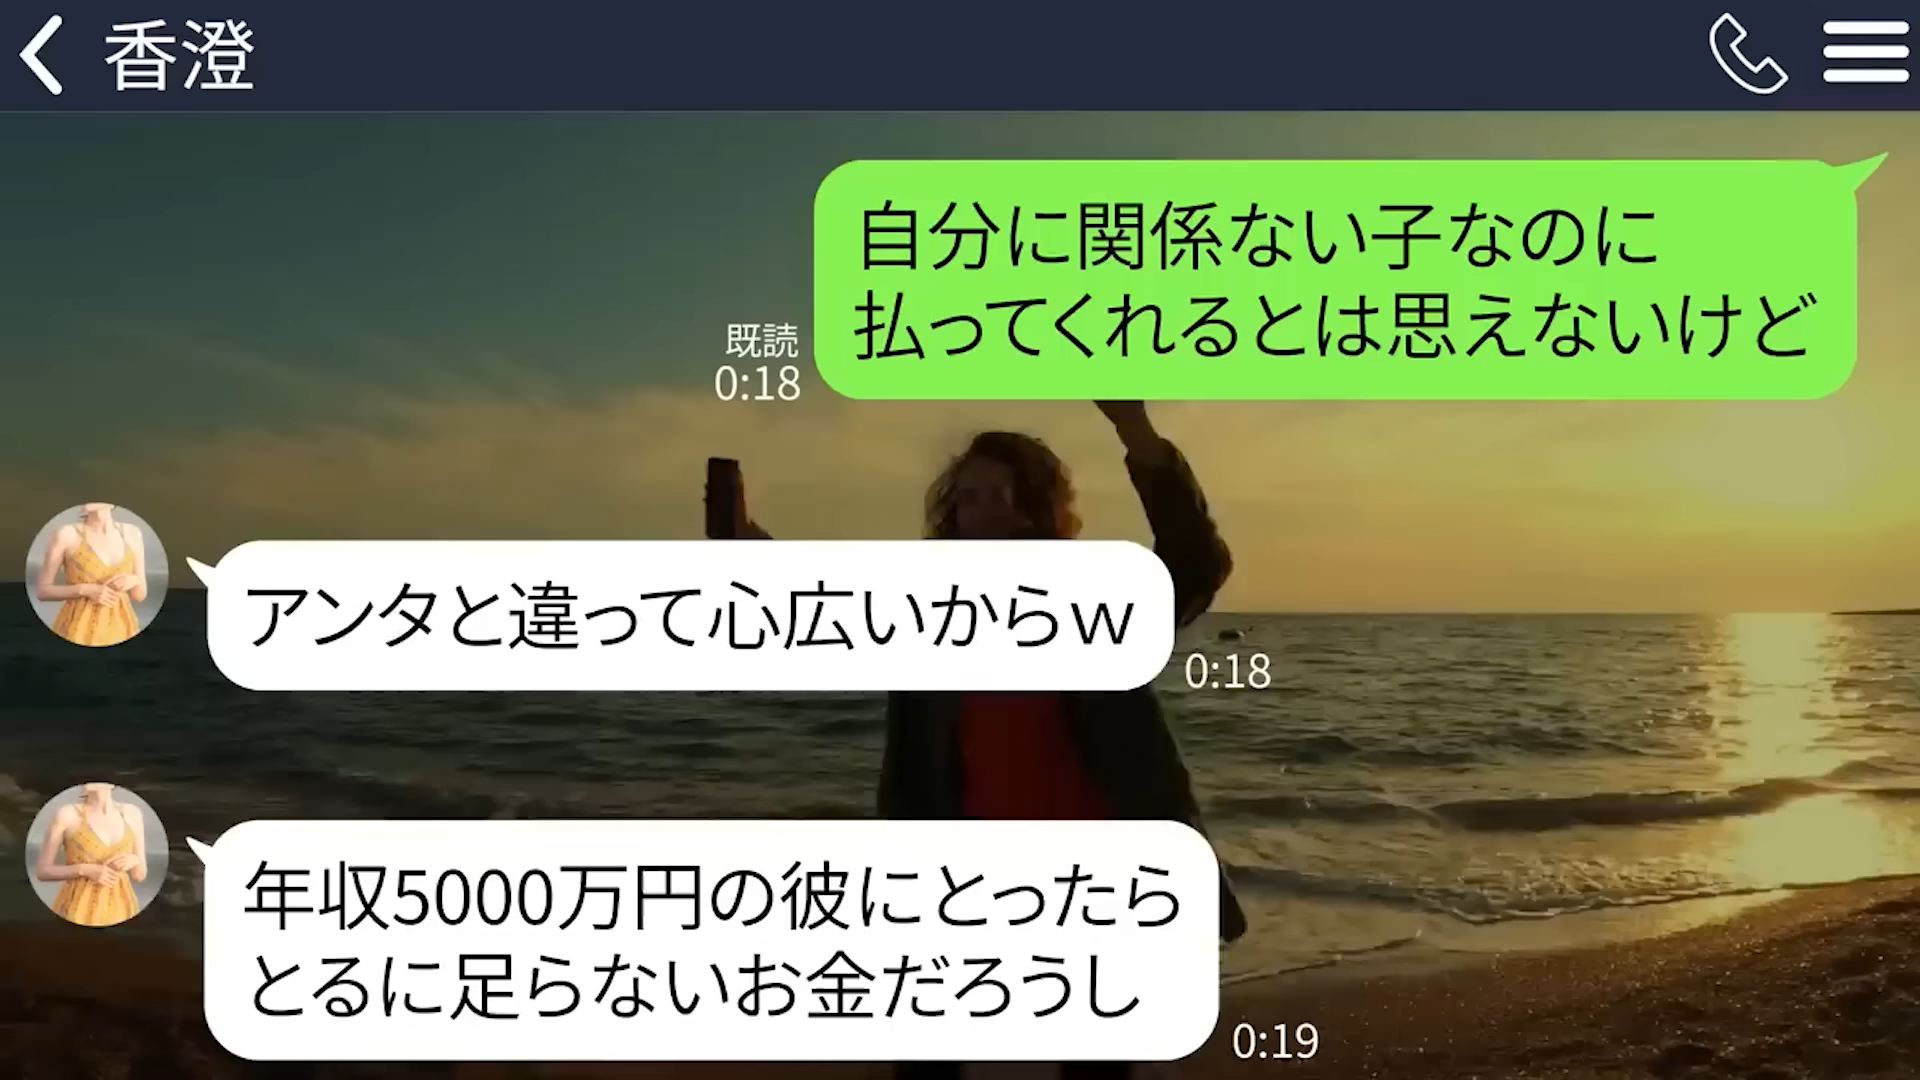 香澄
自分に関係ない子なのに
払ってくれるとは思えないけど
既読
0:18
アンタと違って心広いからｗ
0:18
年収5000万円の彼にとったら
とるに足らないお金だろうし
0:19